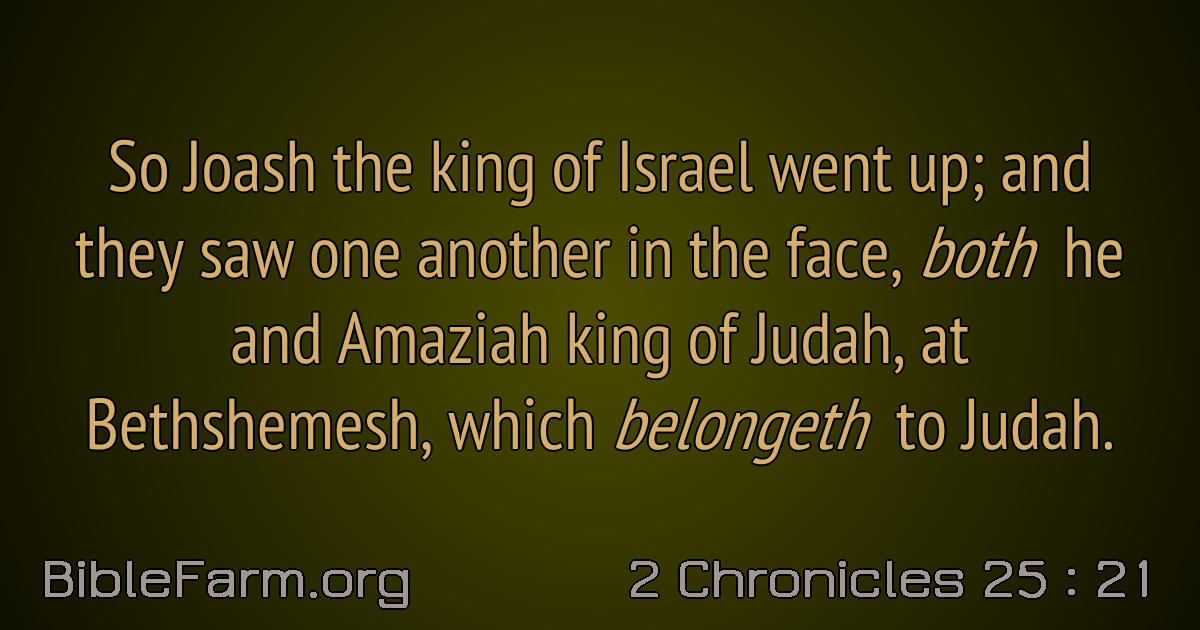 So Joash the king of Israel went up; and
they saw one another in the face, both he
and Amaziah king of Judah, at
Bethshemesh, which belongeth to Judah.
BibleFarm.org
2 Chronicles 25 : 21